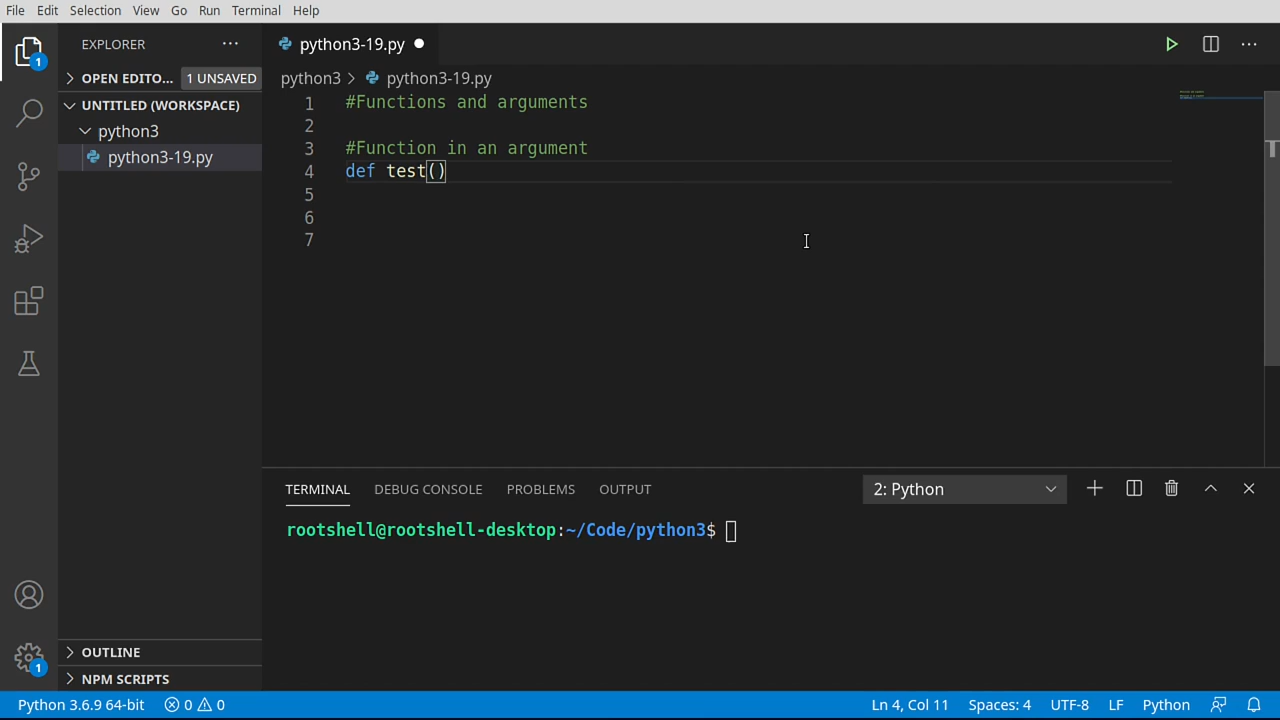 File Edit Selection View Go Run Terminal Help
EXPLORER ···
python3-19.py
OPEN EDITO... 1 UNSAVED
UNTITLED (WORKSPACE)
python3
python3-19.py
python3 > python3-19.py
1 #Functions and arguments
2
3 #Function in an argument
4 def test()
5
6
7
TERMINAL DEBUG CONSOLE PROBLEMS OUTPUT 2: Python
rootshell@rootshell-desktop:~/Code/python3$
1
1
OUTLINE
NPM SCRIPTS
Python 3.6.9 64-bit 0 0 Ln 4, Col 11 Spaces: 4 UTF-8 LF Python